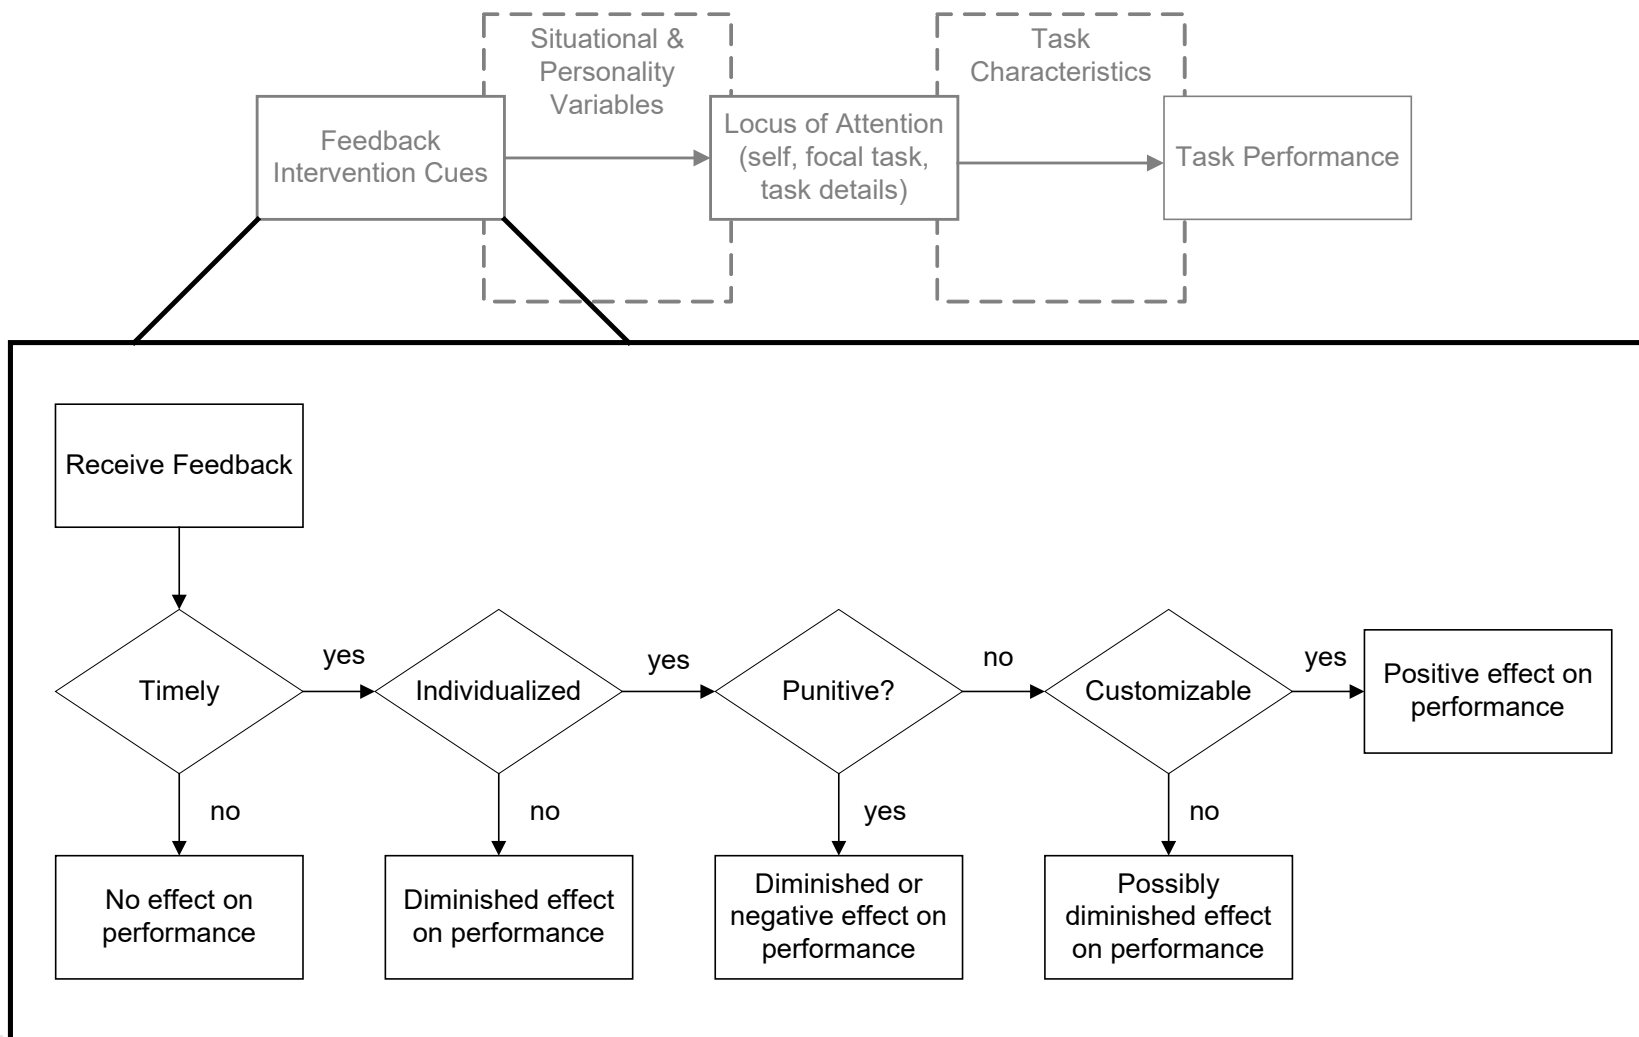 Situational &
Personality
Variables
Task
Characteristics
Feedback
Intervention Cues
Locus of Attention
(self, focal task,
task details)
Task Performance
Receive Feedback
Timely
yes
Individualized
yes
Punitive?
no
Customizable
yes
Positive effect on
performance
no
no
yes
no
No effect on
performance
Diminished effect
on performance
Diminished or
negative effect on
performance
Possibly
diminished effect
on performance